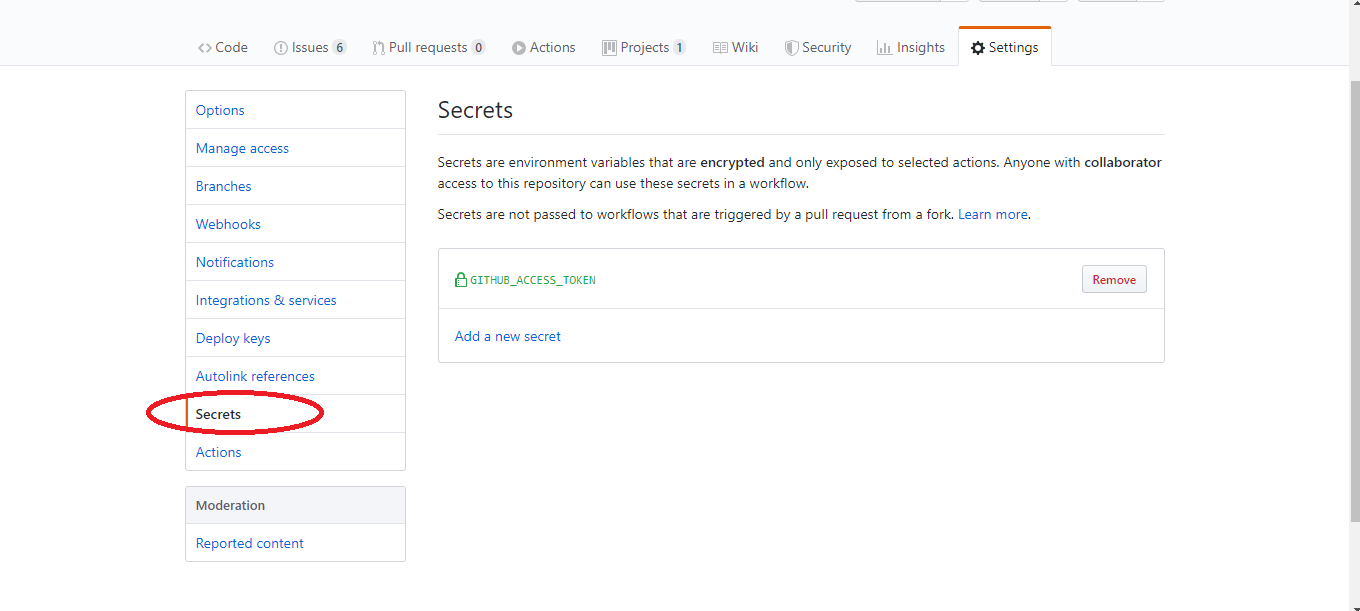 Code Issues 6 Pull requests 0 Actions Projects 1 Wiki Security Insights Settings
Options
Manage access
Branches
Webhooks
Notifications
Integrations & services
Deploy keys
Autolink references
Secrets
Actions
Moderation
Reported content
Secrets
Secrets are environment variables that are encrypted and only exposed to selected actions. Anyone with collaborator
access to this repository can use these secrets in a workflow.
Secrets are not passed to workflows that are triggered by a pull request from a fork. Learn more.
GITHUB_ACCESS_TOKEN Remove
Add a new secret